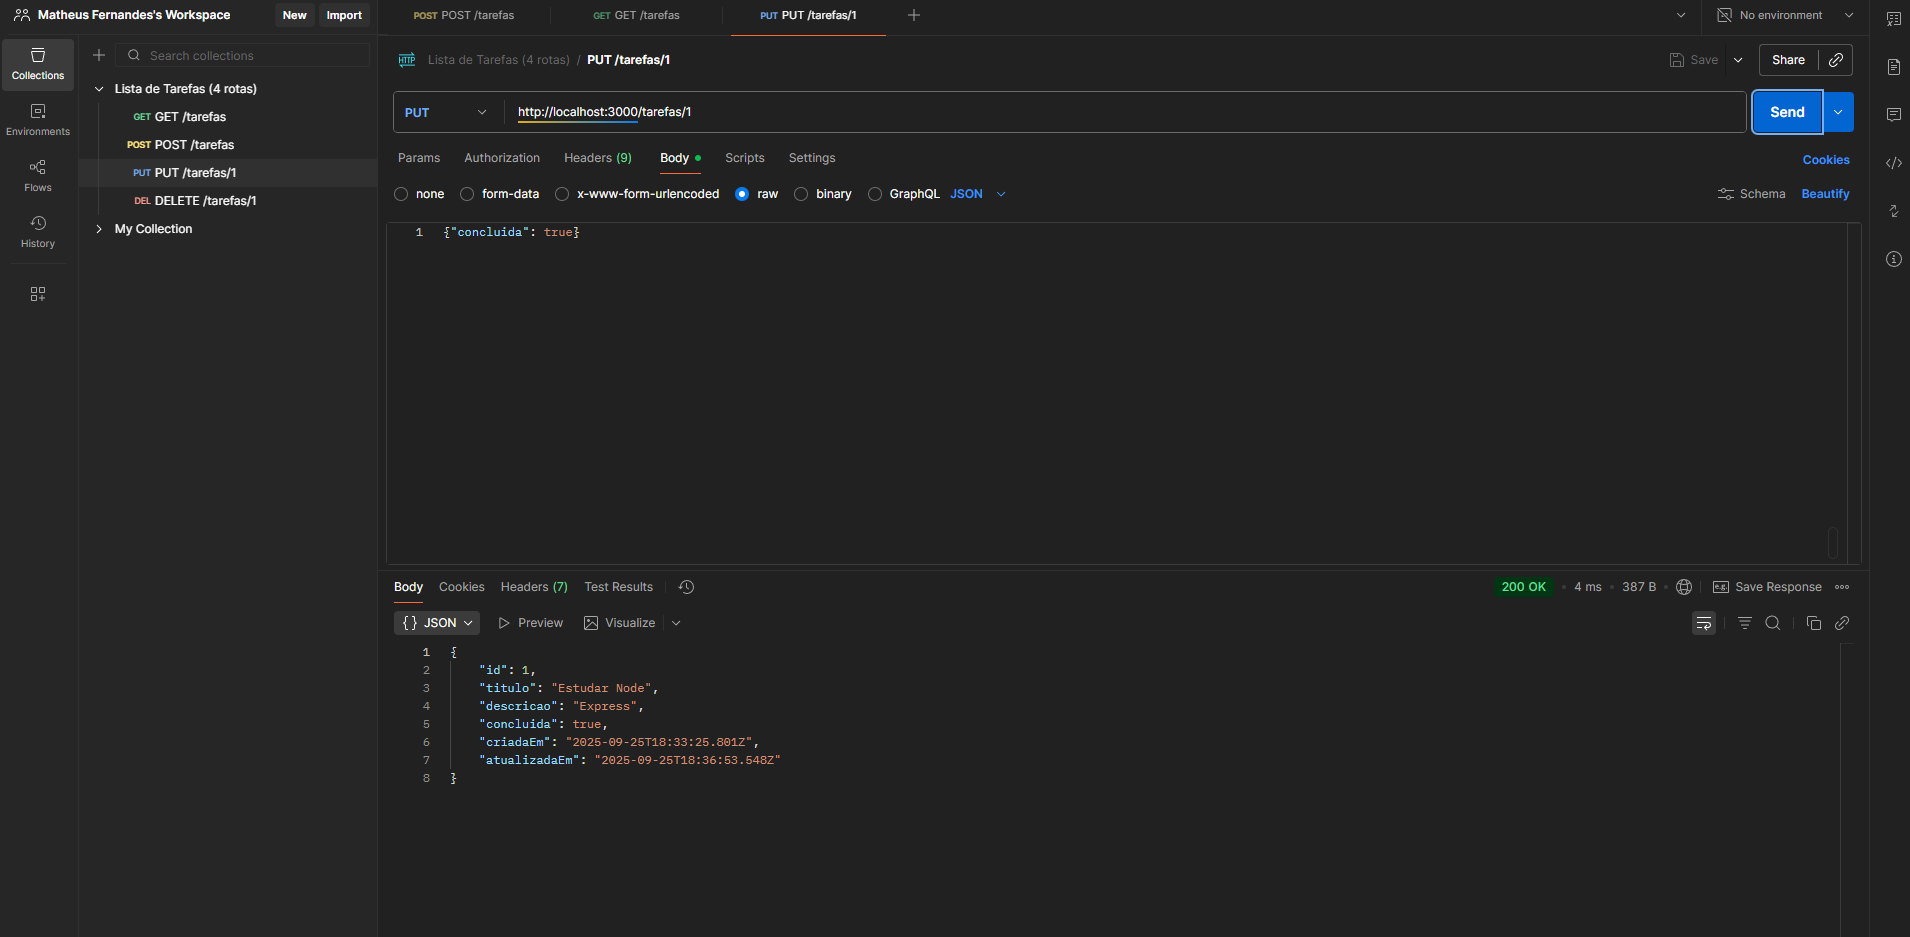 Matheus Fernandes's Workspace New Import POST POST /tarefas GET GET /tarefas PUT PUT /tarefas/1 No environment
Collections
Environments
Flows
History
Search collections
Lista de Tarefas (4 rotas)
GET GET /tarefas
POST POST /tarefas
PUT PUT /tarefas/1
DEL DELETE /tarefas/1
My Collection
HTTP Lista de Tarefas (4 rotas) / PUT /tarefas/1 Save Share
PUT http://localhost:3000/tarefas/1 Send
Params Authorization Headers (9) Body Scripts Settings Cookies
none form-data x-www-form-urlencoded raw binary GraphQL JSON Schema Beautify
1 {"concluida": true}
Body Cookies Headers (7) Test Results 200 OK • 4 ms • 387 B • e.g. Save Response
{} JSON Preview Visualize
1 {
2 "id": 1,
3 "titulo": "Estudar Node",
4 "descricao": "Express",
5 "concluida": true,
6 "criadaEm": "2025-09-25T18:33:25.801Z",
7 "atualizadaEm": "2025-09-25T18:36:53.548Z"
8 }